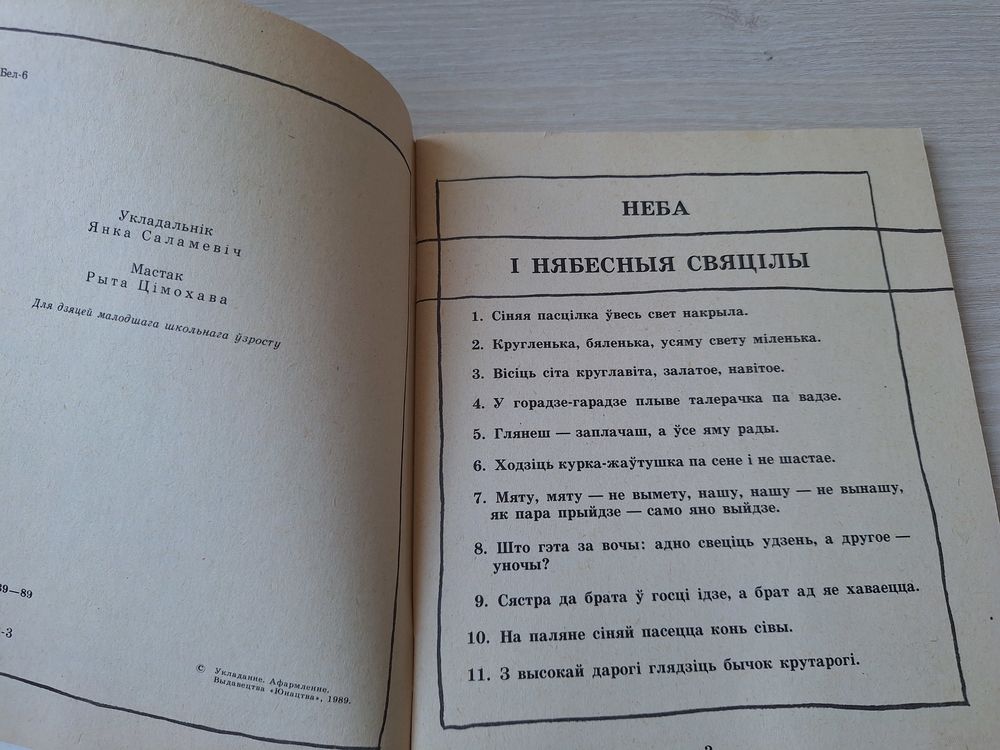 Бел-6
Укладальнік
Янка Саламевіч
Мастак
Рыта Цімохава
Для дзяцей малодшага школьнага ўзросту
39—89
-3
© Укладанне. Афармленне.
Выдавецтва «Юнацтва», 1989.
НЕБА
І НЯБЕСНЫЯ СВЯЦІЛЫ
1. Сіняя пасцілка ўвесь свет накрыла.
2. Кругленька, бяленька, усяму свету міленька.
3. Вісіць сіта круглавіта, залатое, навітое.
4. У горадзе-гарадзе плыве талерачка па вадзе.
5. Глянеш — заплачаш, а ўсе яму рады.
6. Ходзіць курка-жаўтушка па сене і не шастае.
7. Мяту, мяту — не вымету, нашу, нашу — не вынашу,
як пара прыйдзе — само яно выйдзе.
8. Што гэта за вочы: адно свеціць удзень, а другое —
уночы?
9. Сястра да брата ў госці ідзе, а брат ад яе хаваецца.
10. На паляне сіняй пасецца конь сівы.
11. З высокай дарогі глядзіць бычок крутарогі.